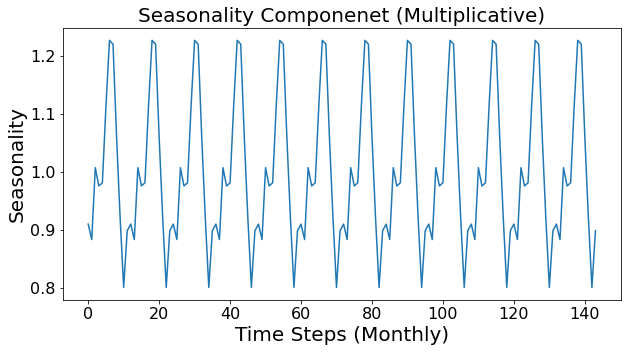 Seasonality Componenet (Multiplicative)
1.2
1.1
1.0
0.9
0.8
Seasonality
0 20 40 60 80 100 120 140
Time Steps (Monthly)